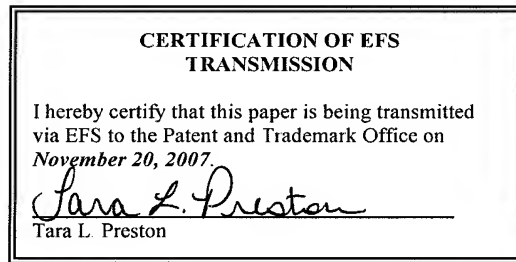 CERTIFICATION OF EFS
TRANSMISSION
I hereby certify that this paper is being transmitted
via EFS to the Patent and Trademark Office on
November 20, 2007.
Tara L. Preston
Tara L. Preston